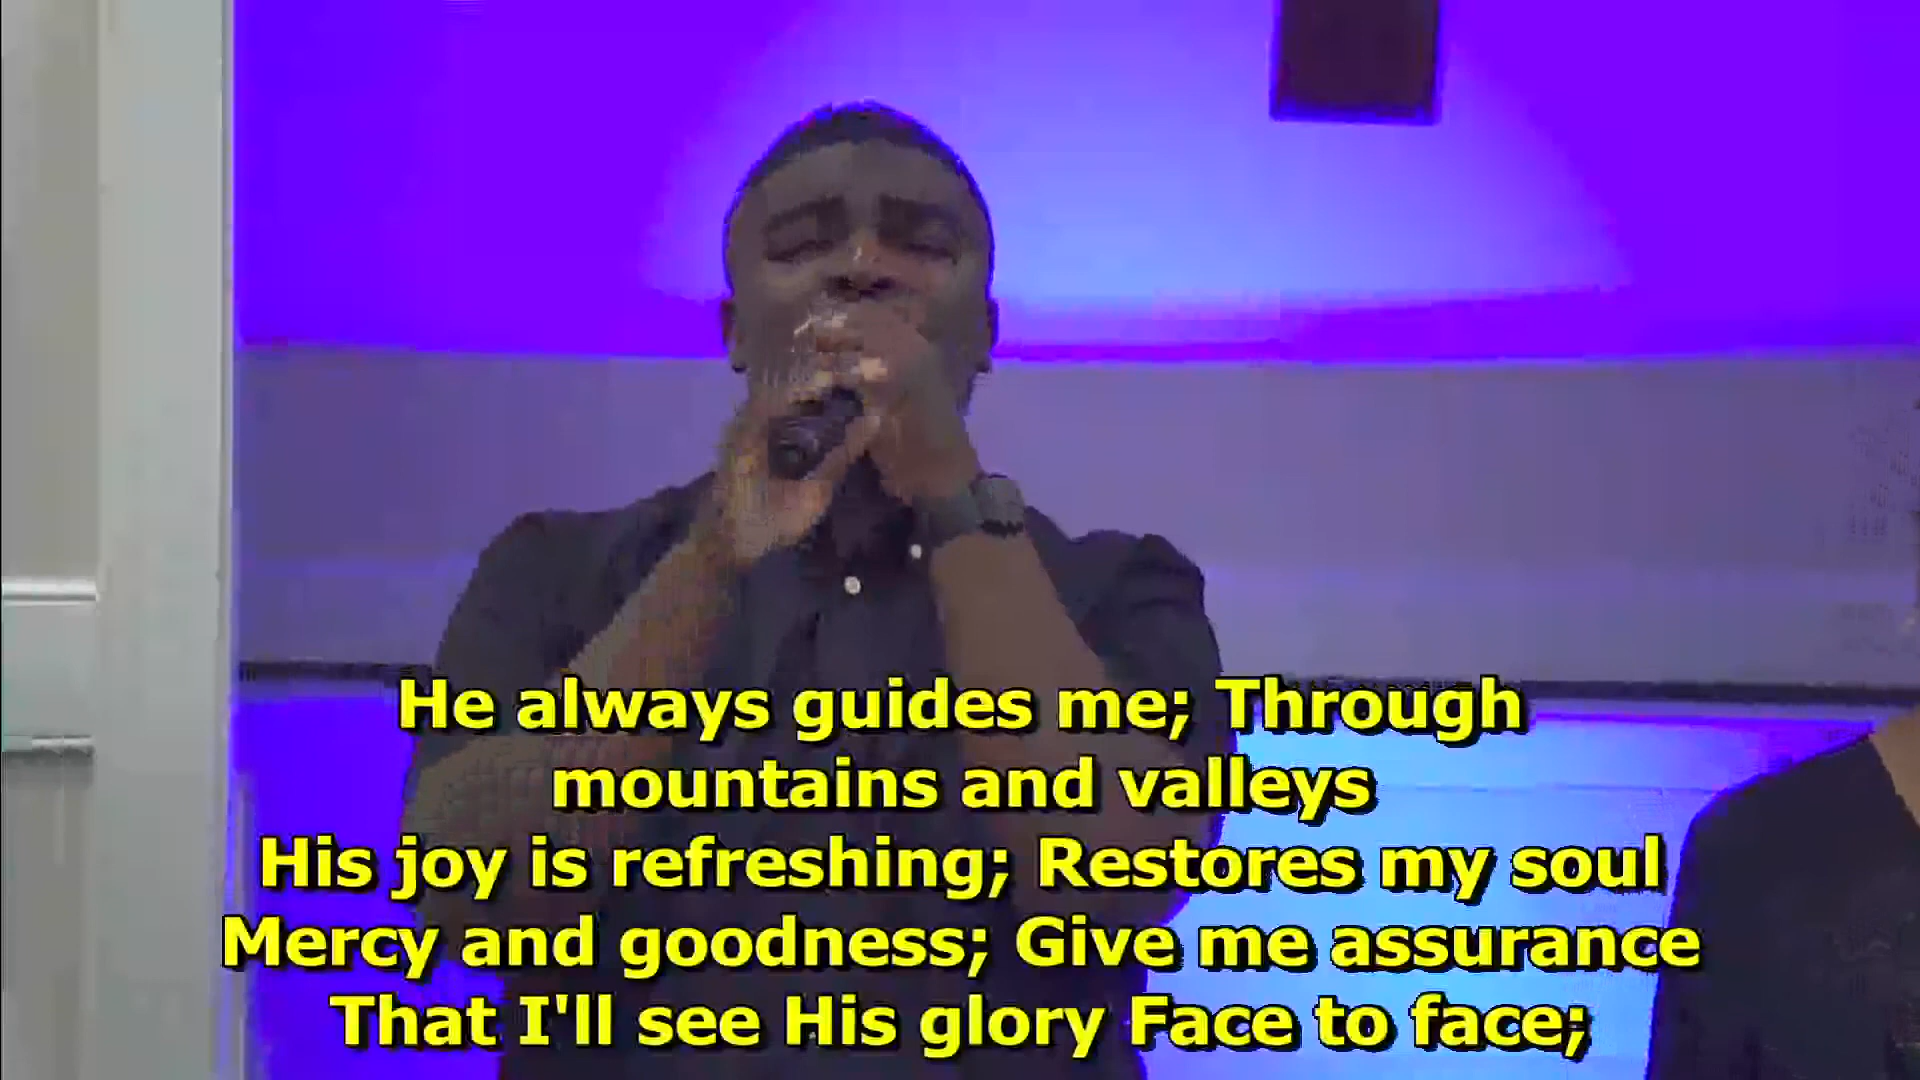 He always guides me; Through
mountains and valleys
His joy is refreshing; Restores my soul
Mercy and goodness; Give me assurance
That I'll see His glory Face to face;